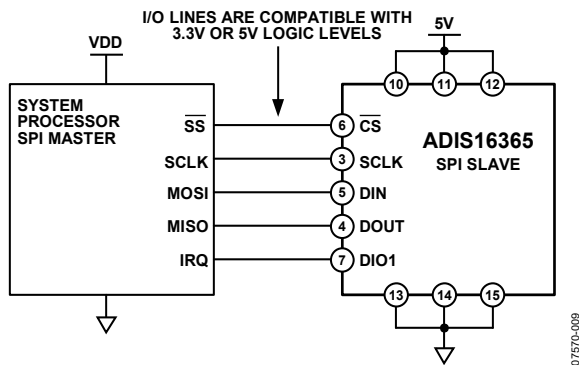 I/O LINES ARE COMPATIBLE WITH
3.3V OR 5V LOGIC LEVELS
VDD
5V
10 11 12
SYSTEM
PROCESSOR
SPI MASTER
ADIS16365
SPI SLAVE
SS 6 CS
SCLK 3 SCLK
MOSI 5 DIN
MISO 4 DOUT
IRQ 7 DIO1
13 14 15
07570-009